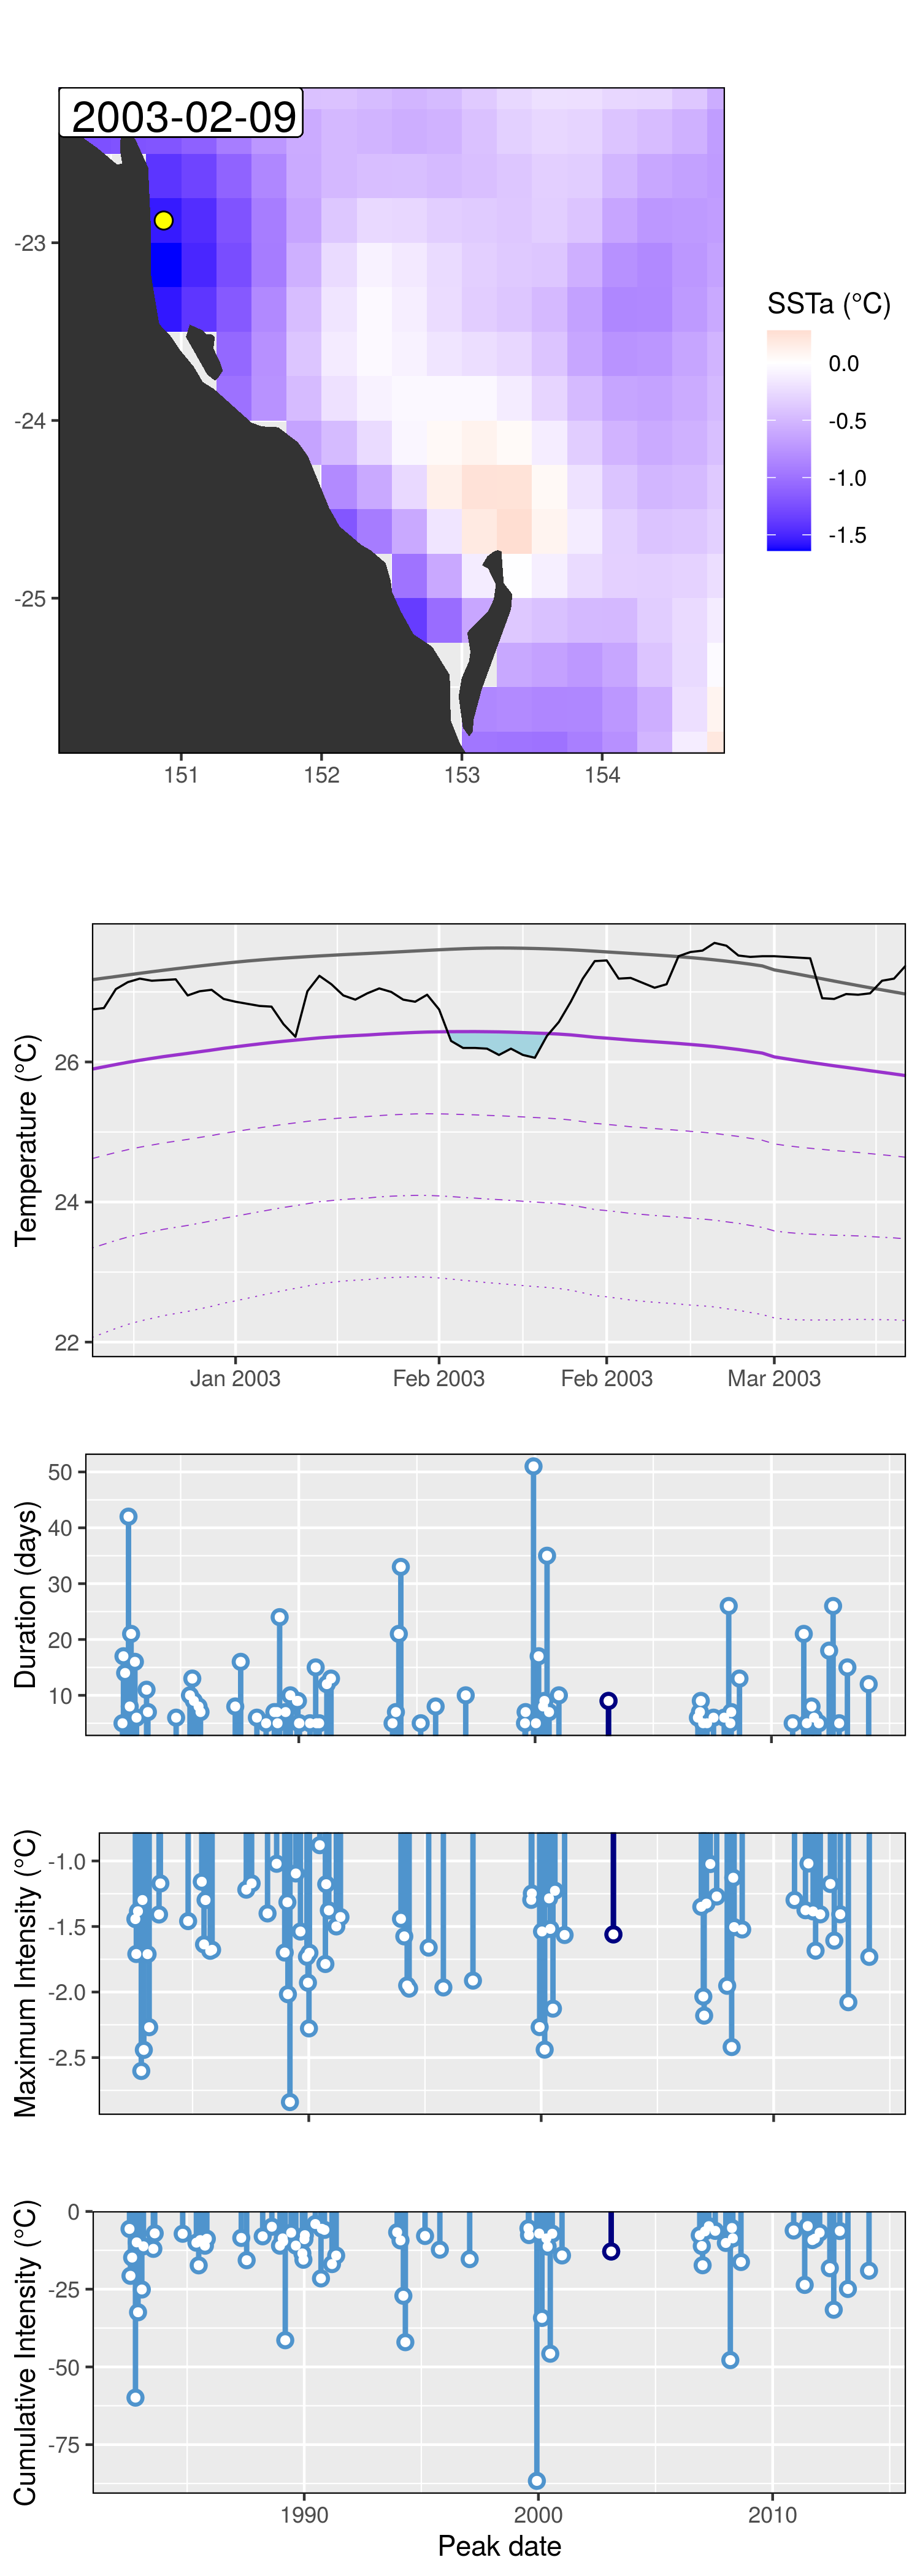 2003-02-09
-23
-24
-25
151 152 153 154
SSTa (°C)
0.0
-0.5
-1.0
-1.5
Temperature (°C)
26
24
22
Jan 2003 Feb 2003 Feb 2003 Mar 2003
Duration (days)
50
40
30
20
10
Maximum Intensity (°C)
-1.0
-1.5
-2.0
-2.5
Cumulative Intensity (°C)
0
-25
-50
-75
1990 2000 2010
Peak date